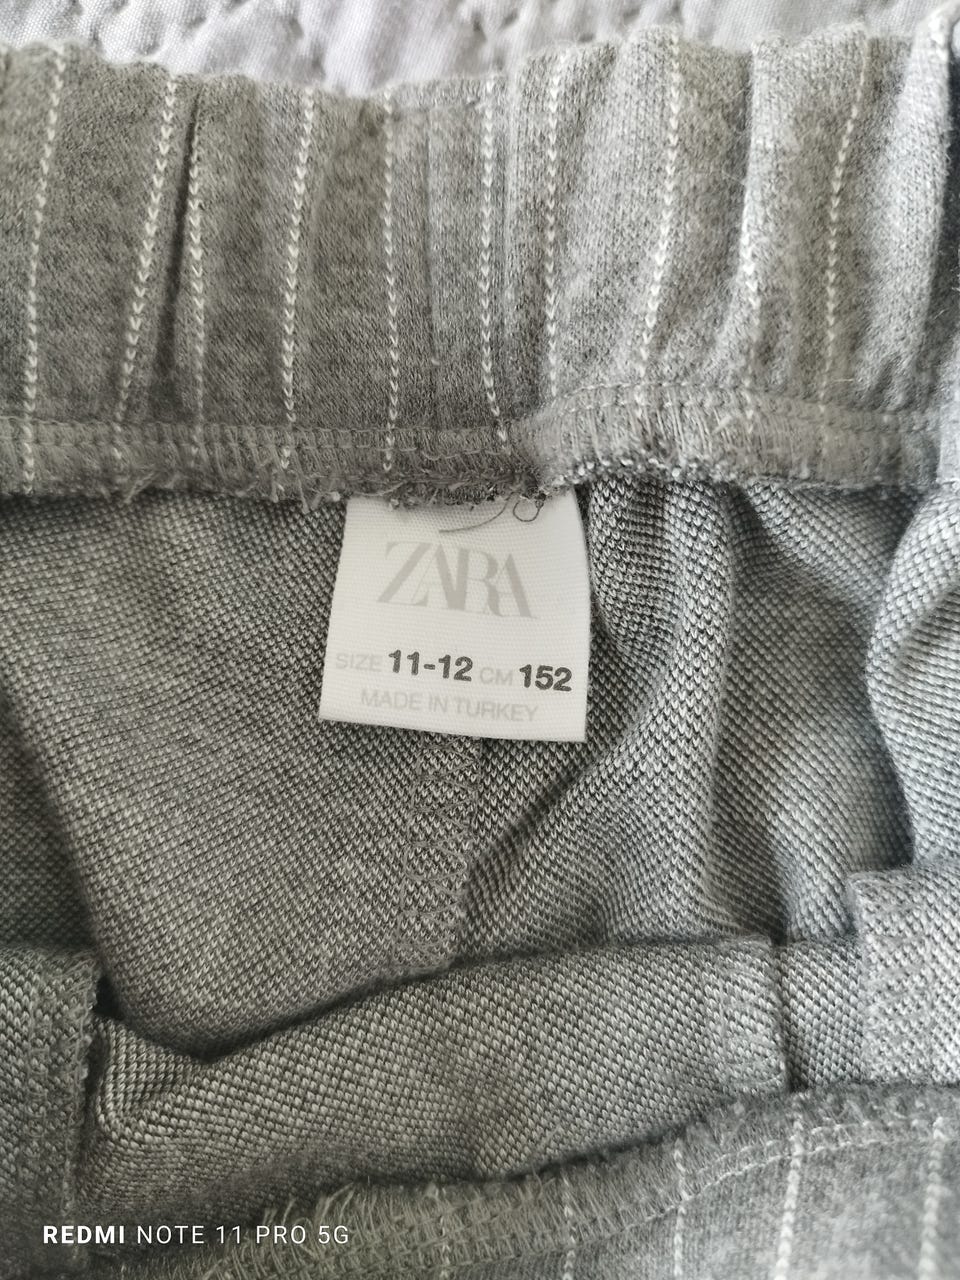 ZARA
SIZE 11-12 CM 152
MADE IN TURKEY
REDMI NOTE 11 PRO 5G